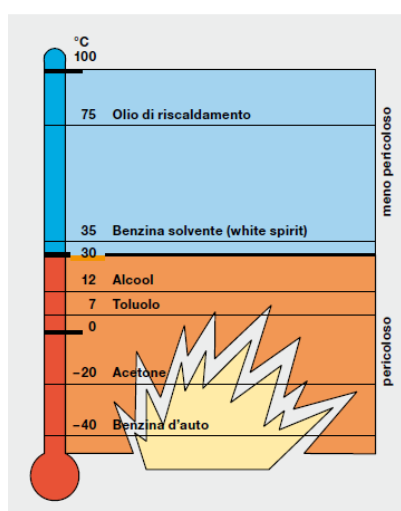 °C
100
75 Olio di riscaldamento
35 Benzina solvente (white spirit)
30
12 Alcool
7 Toluolo
0
−20 Acetone
−40 Benzina d'auto
meno pericoloso
pericoloso